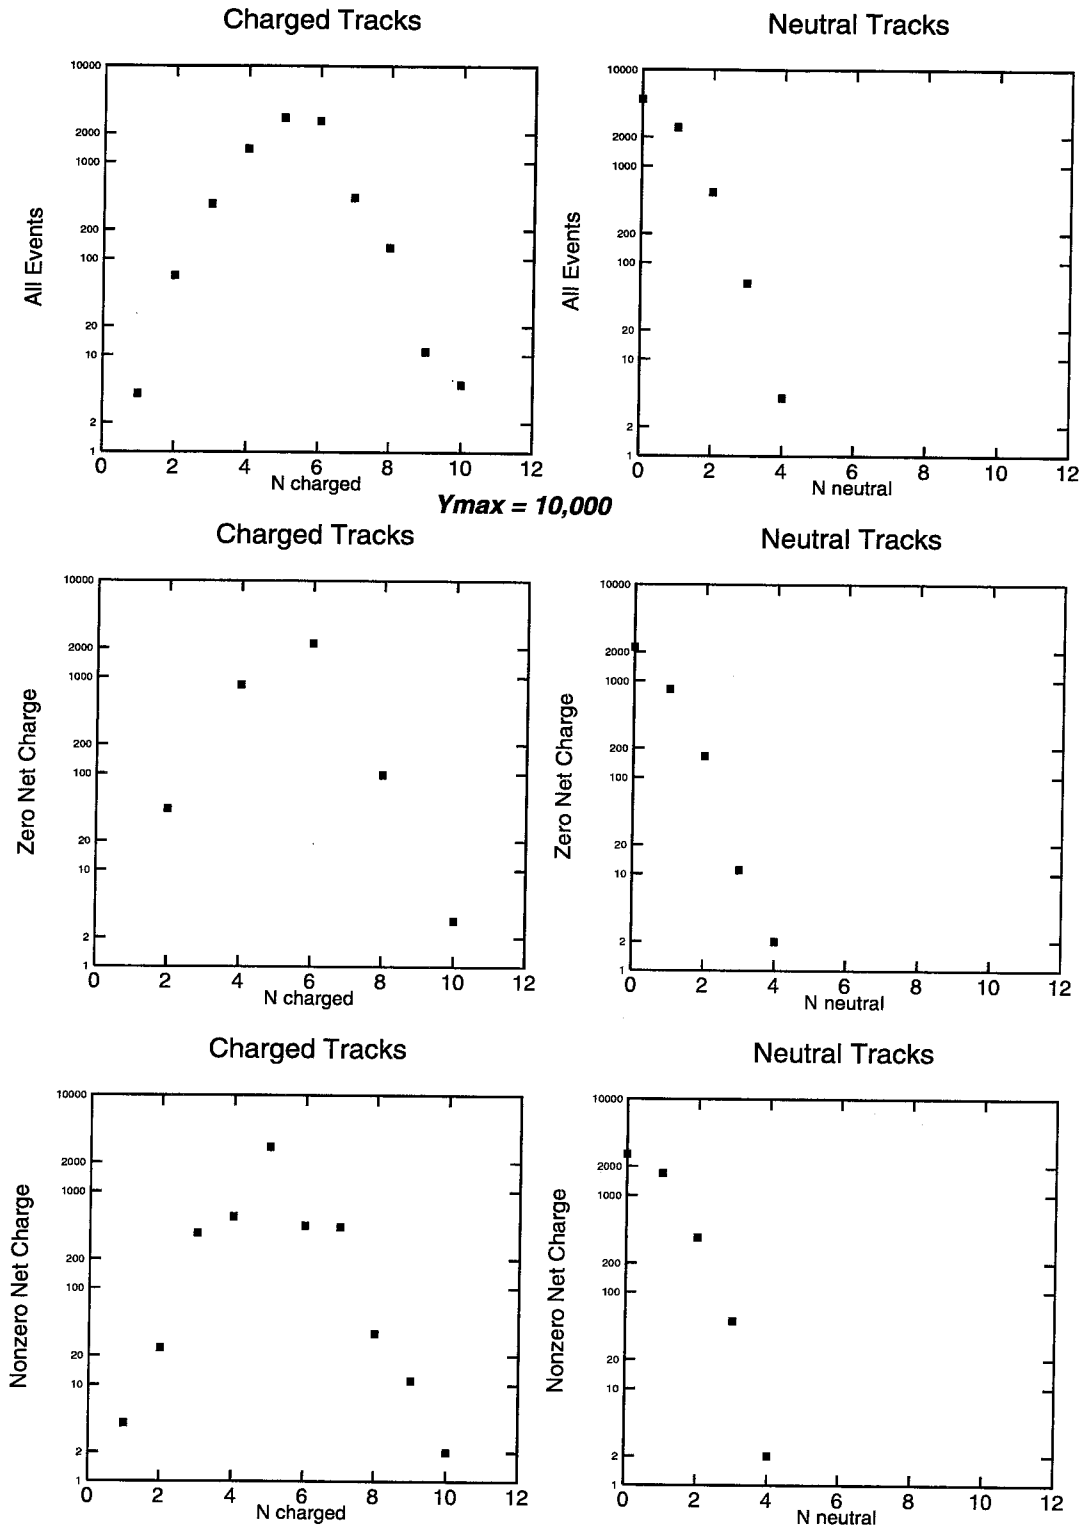 Charged Tracks
Neutral Tracks
10000
2000
1000
200
100
20
10
2
1
All Events
0 2 4 6 8 10 12
N charged
10000
2000
1000
200
100
20
10
2
1
All Events
0 2 4 6 8 10 12
N neutral
Ymax = 10,000
Charged Tracks
Neutral Tracks
10000
2000
1000
200
100
20
10
2
1
Zero Net Charge
0 2 4 6 8 10 12
N charged
10000
2000
1000
200
100
20
10
2
1
Zero Net Charge
0 2 4 6 8 10 12
N neutral
Charged Tracks
Neutral Tracks
10000
2000
1000
200
100
20
10
2
1
Nonzero Net Charge
0 2 4 6 8 10 12
N charged
10000
2000
1000
200
100
20
10
2
1
Nonzero Net Charge
0 2 4 6 8 10 12
N neutral